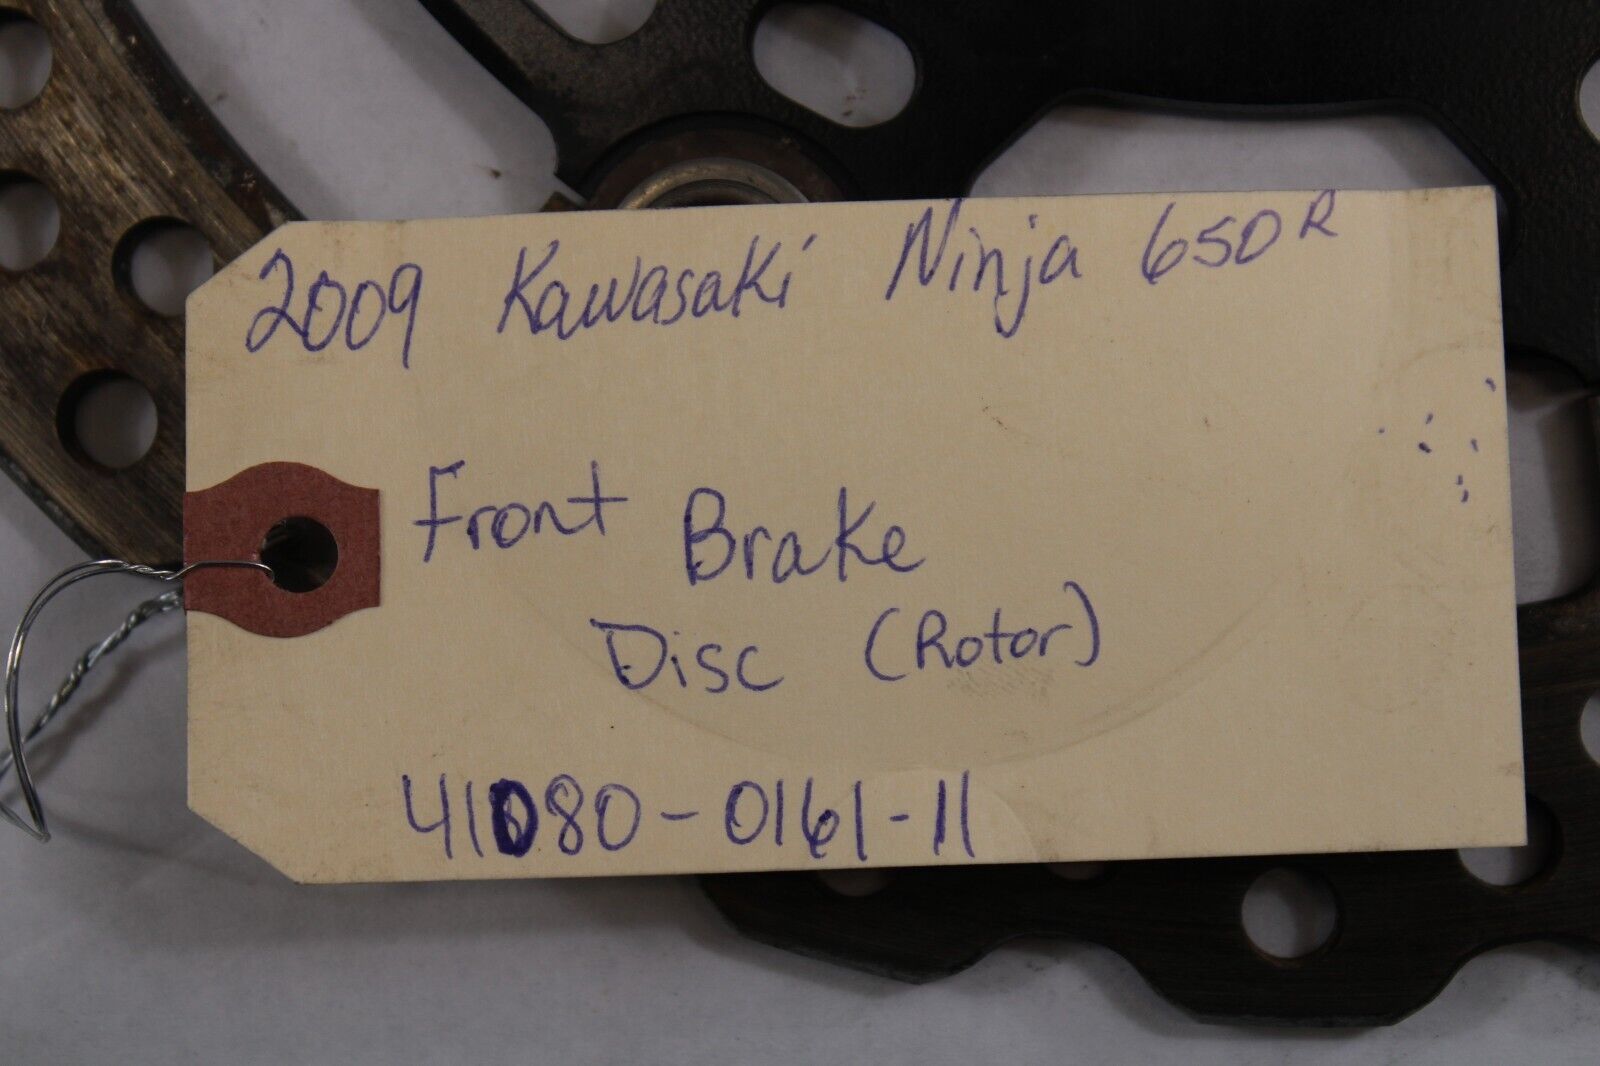 2009 Kawasaki Ninja 650R
Front Brake
Disc (Rotor)
41080-0161-11